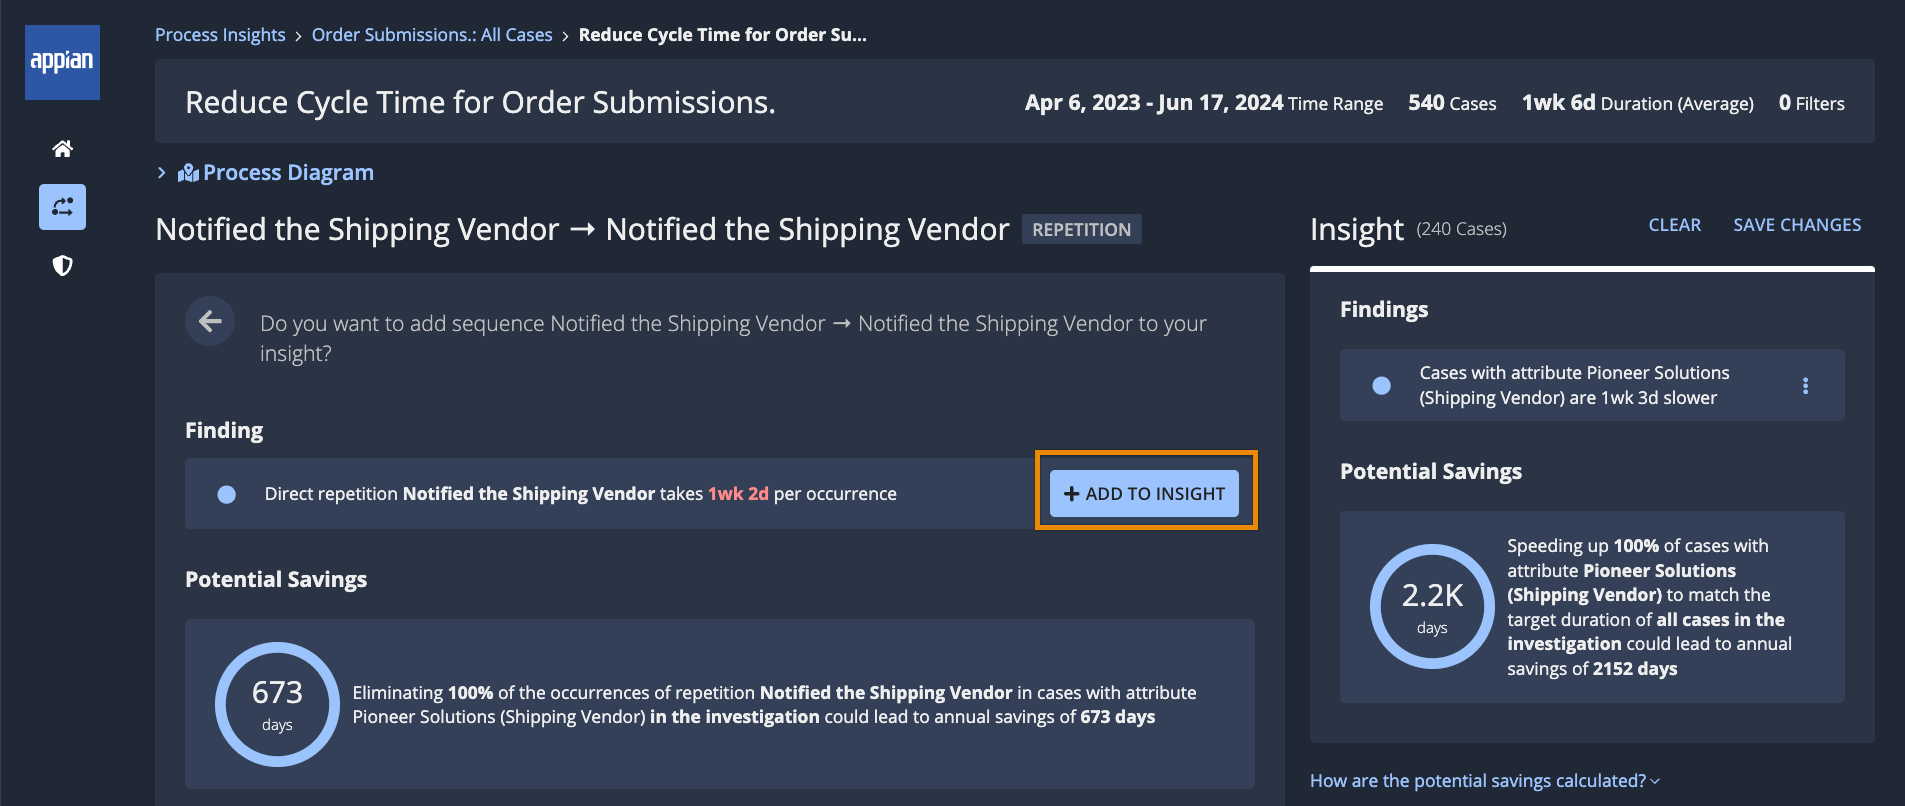 appian
Process Insights › Order Submissions.: All Cases › Reduce Cycle Time for Order Su...
Reduce Cycle Time for Order Submissions.
Apr 6, 2023 - Jun 17, 2024 Time Range 540 Cases 1wk 6d Duration (Average) 0 Filters
Process Diagram
Notified the Shipping Vendor → Notified the Shipping Vendor REPETITION
Do you want to add sequence Notified the Shipping Vendor → Notified the Shipping Vendor to your
insight?
Finding
Direct repetition Notified the Shipping Vendor takes 1wk 2d per occurrence
+ ADD TO INSIGHT
Potential Savings
673
days
Eliminating 100% of the occurrences of repetition Notified the Shipping Vendor in cases with attribute
Pioneer Solutions (Shipping Vendor) in the investigation could lead to annual savings of 673 days
Insight (240 Cases)
CLEAR
SAVE CHANGES
Findings
Cases with attribute Pioneer Solutions
(Shipping Vendor) are 1wk 3d slower
Potential Savings
2.2K
days
Speeding up 100% of cases with
attribute Pioneer Solutions
(Shipping Vendor) to match the
target duration of all cases in the
investigation could lead to annual
savings of 2152 days
How are the potential savings calculated?